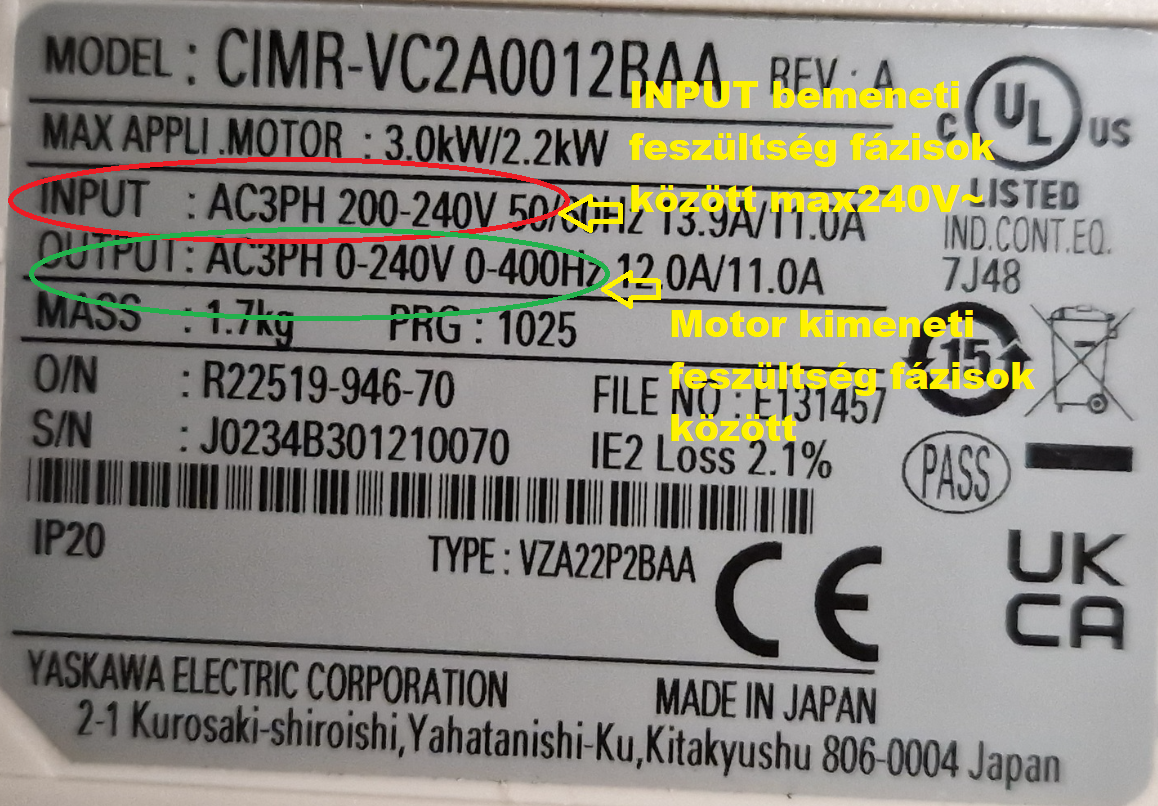 MODEL : CIMR-VC2A0012BAA REV : A
MAX APPLI .MOTOR : 3.0kW/2.2kW
INPUT : AC3PH 200-240V 50/60Hz 13.9A/11.0A
OUTPUT : AC3PH 0-240V 0-400Hz 12.0A/11.0A
MASS : 1.7kg PRG : 1025
O/N : R22519-946-70
FILE NO : E131457
S/N : J0234B301210070
IE2 Loss 2.1%
IP20
TYPE : VZA22P2BAA
YASKAWA ELECTRIC CORPORATION
MADE IN JAPAN
2-1 Kurosaki-shiroishi,Yahatanishi-Ku,Kitakyushu 806-0004 Japan
INPUT bemeneti
feszültség fázisok
között max240V~
Motor kimeneti
feszültség fázisok
között
C UL US
LISTED
IND.CONT.EQ.
7J48
15
PASS
CE
UK
CA